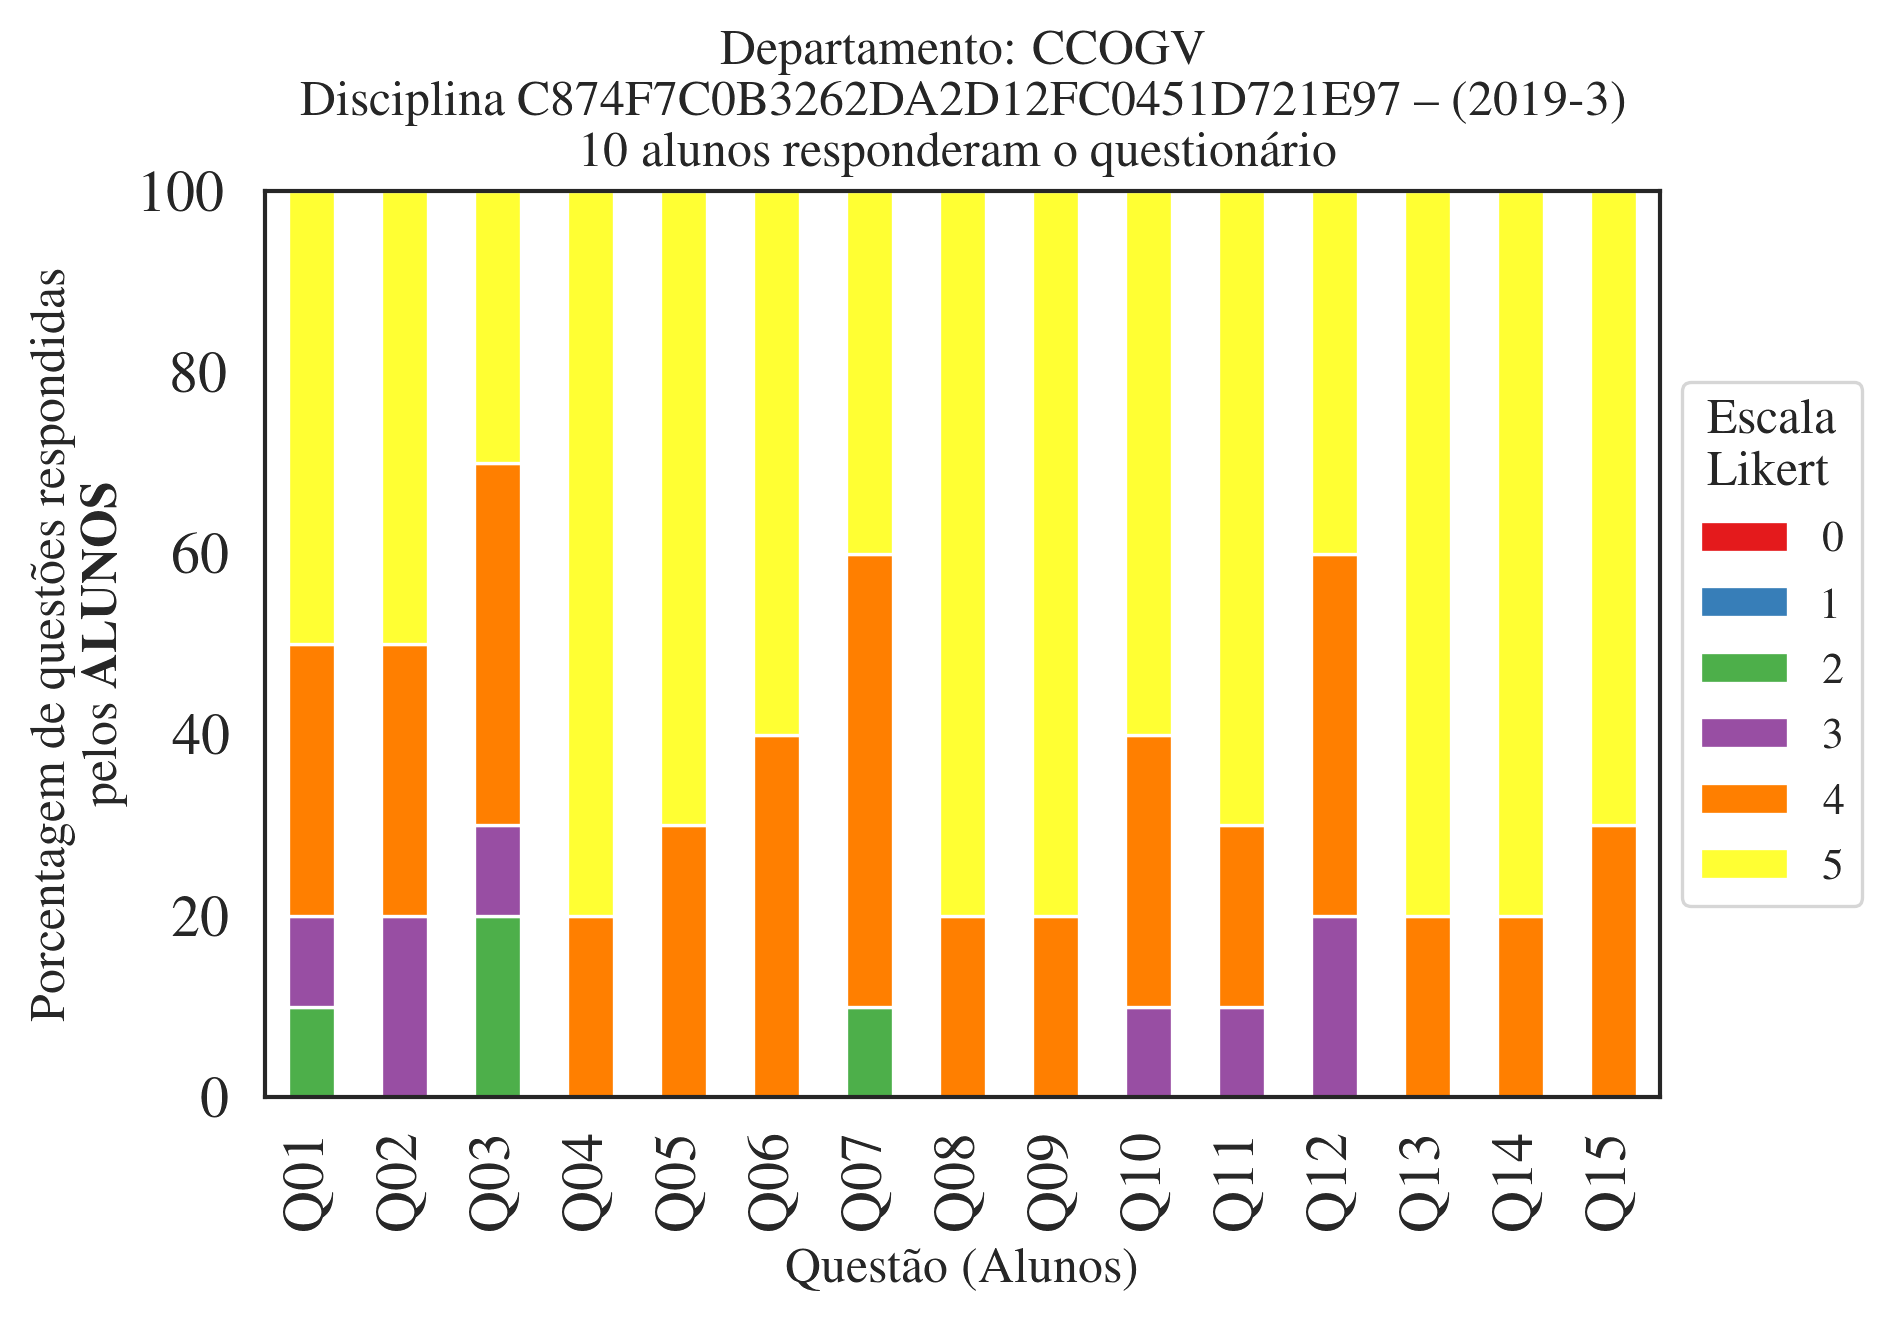 Departamento: CCOGV
Disciplina C874F7C0B3262DA2D12FC0451D721E97 – (2019-3)
10 alunos responderam o questionário
Porcentagem de questões respondidas
pelos ALUNOS
100
80
60
40
20
0
Q01
Q02
Q03
Q04
Q05
Q06
Q07
Q08
Q09
Q10
Q11
Q12
Q13
Q14
Q15
Questão (Alunos)
Escala
Likert
0
1
2
3
4
5